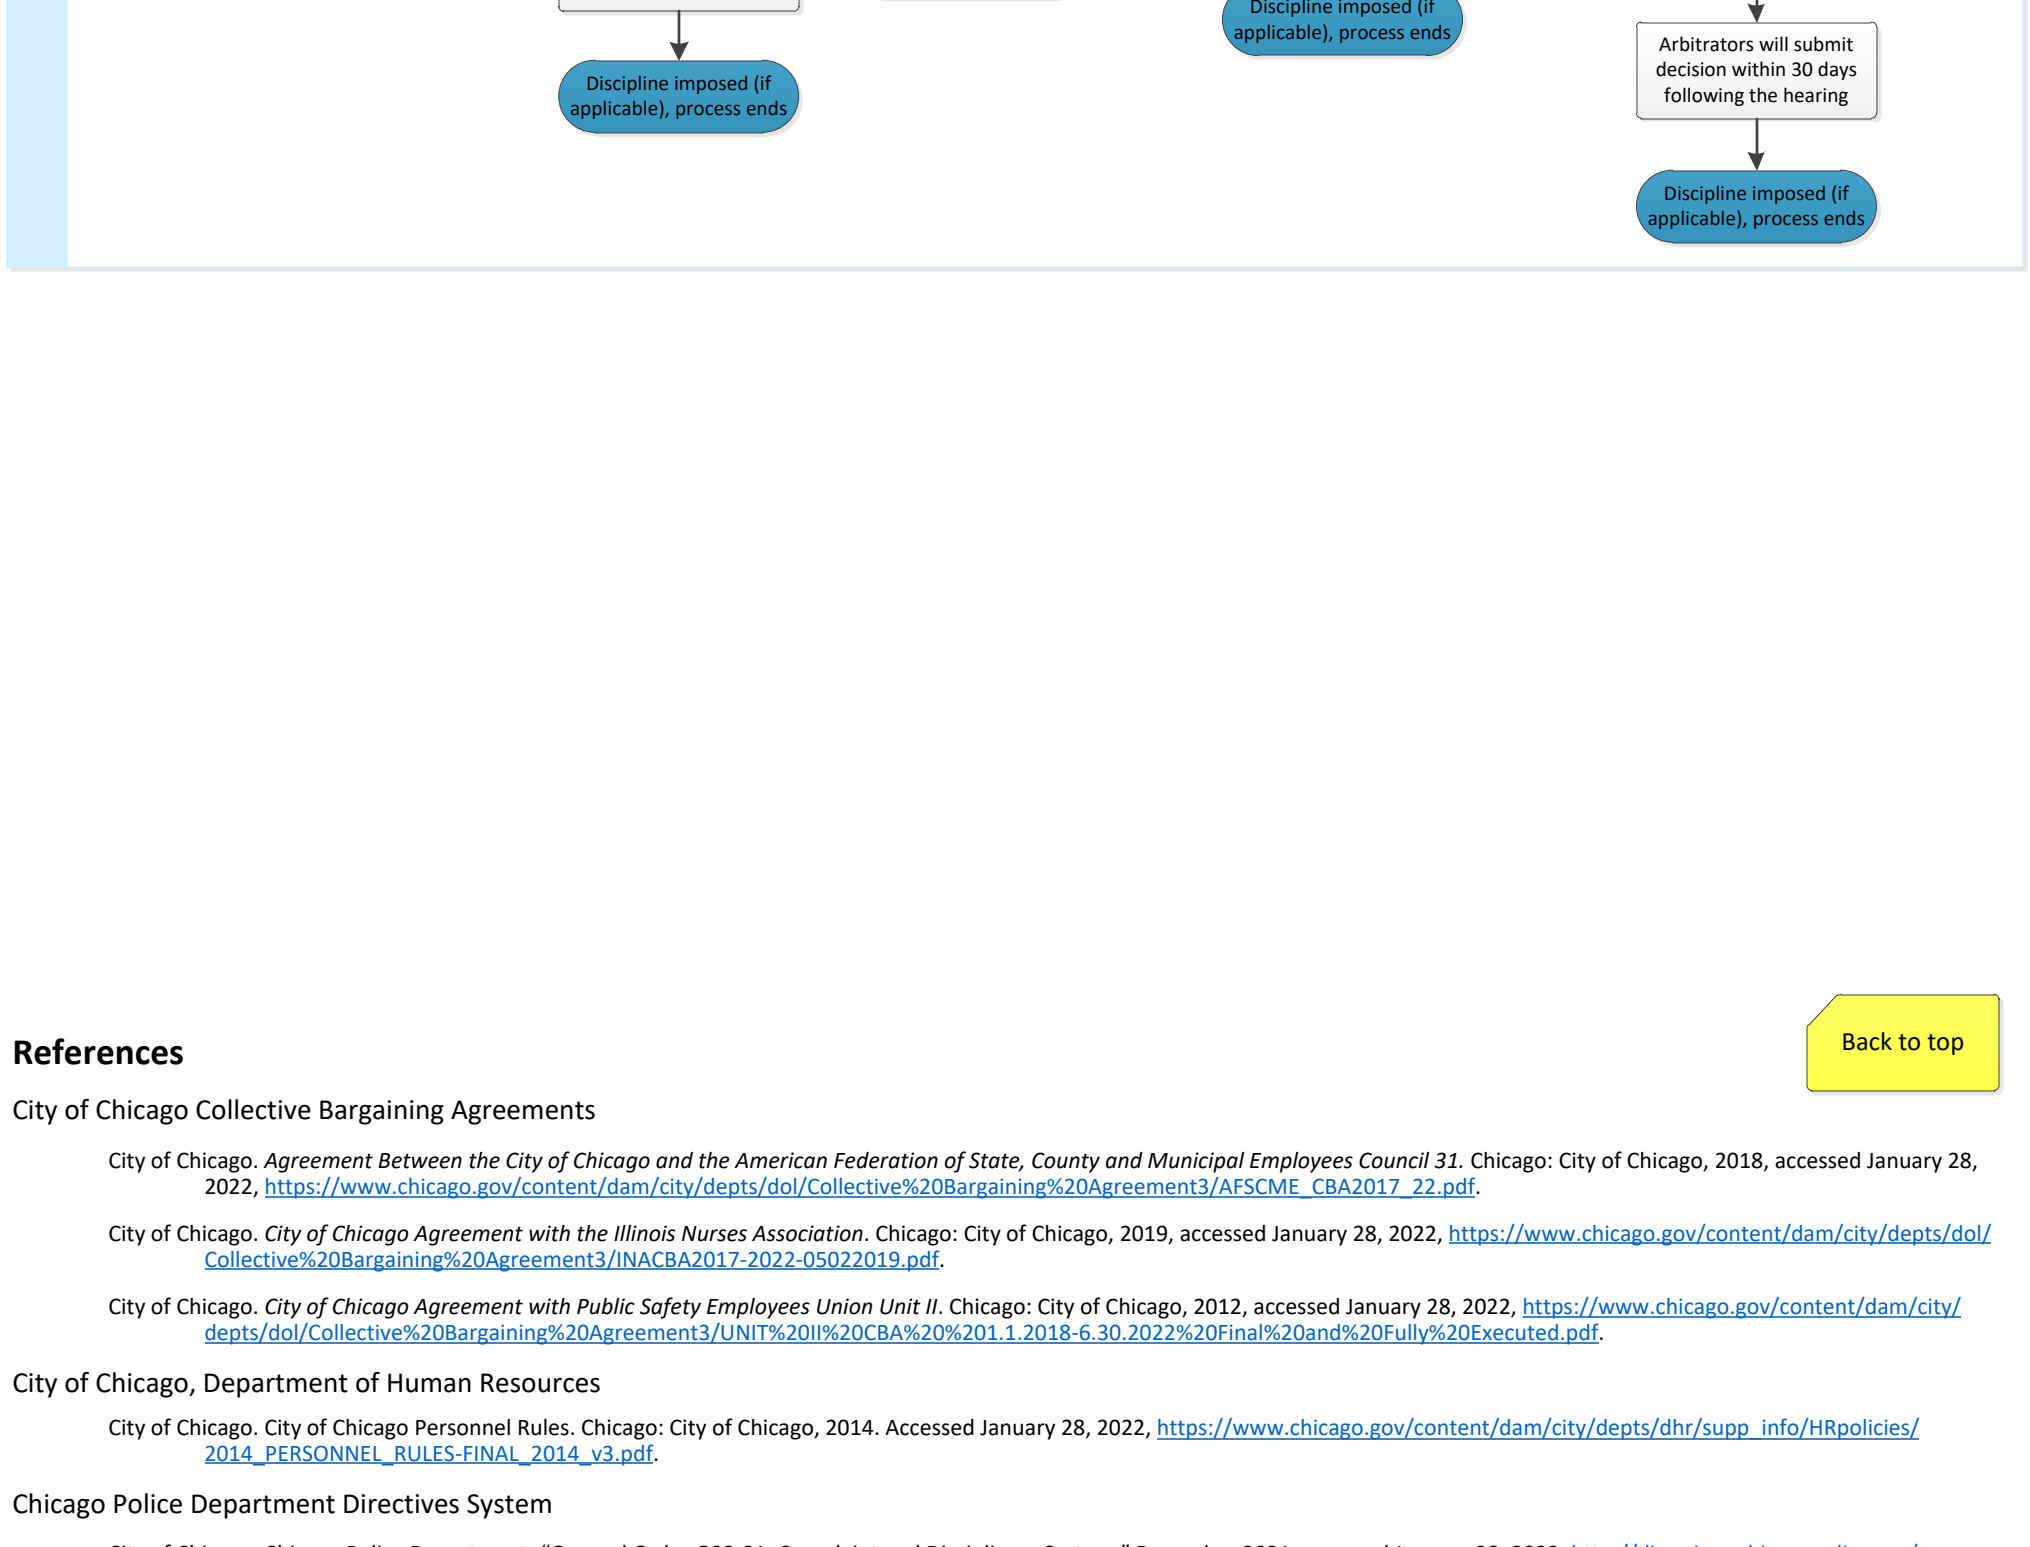 Discipline imposed (if
applicable), process ends
Discipline imposed (if
applicable), process ends
Arbitrators will submit
decision within 30 days
following the hearing
Discipline imposed (if
applicable), process ends
Back to top
References
City of Chicago Collective Bargaining Agreements
City of Chicago. Agreement Between the City of Chicago and the American Federation of State, County and Municipal Employees Council 31. Chicago: City of Chicago, 2018, accessed January 28,
2022, https://www.chicago.gov/content/dam/city/depts/dol/Collective%20Bargaining%20Agreement3/AFSCME_CBA2017_22.pdf.
City of Chicago. City of Chicago Agreement with the Illinois Nurses Association. Chicago: City of Chicago, 2019, accessed January 28, 2022, https://www.chicago.gov/content/dam/city/depts/dol/
Collective%20Bargaining%20Agreement3/INACBA2017-2022-05022019.pdf.
City of Chicago. City of Chicago Agreement with Public Safety Employees Union Unit II. Chicago: City of Chicago, 2012, accessed January 28, 2022, https://www.chicago.gov/content/dam/city/
depts/dol/Collective%20Bargaining%20Agreement3/UNIT%20II%20CBA%20%201.1.2018-6.30.2022%20Final%20and%20Fully%20Executed.pdf.
City of Chicago, Department of Human Resources
City of Chicago. City of Chicago Personnel Rules. Chicago: City of Chicago, 2014. Accessed January 28, 2022, https://www.chicago.gov/content/dam/city/depts/dhr/supp_info/HRpolicies/
2014_PERSONNEL_RULES-FINAL_2014_v3.pdf.
Chicago Police Department Directives System